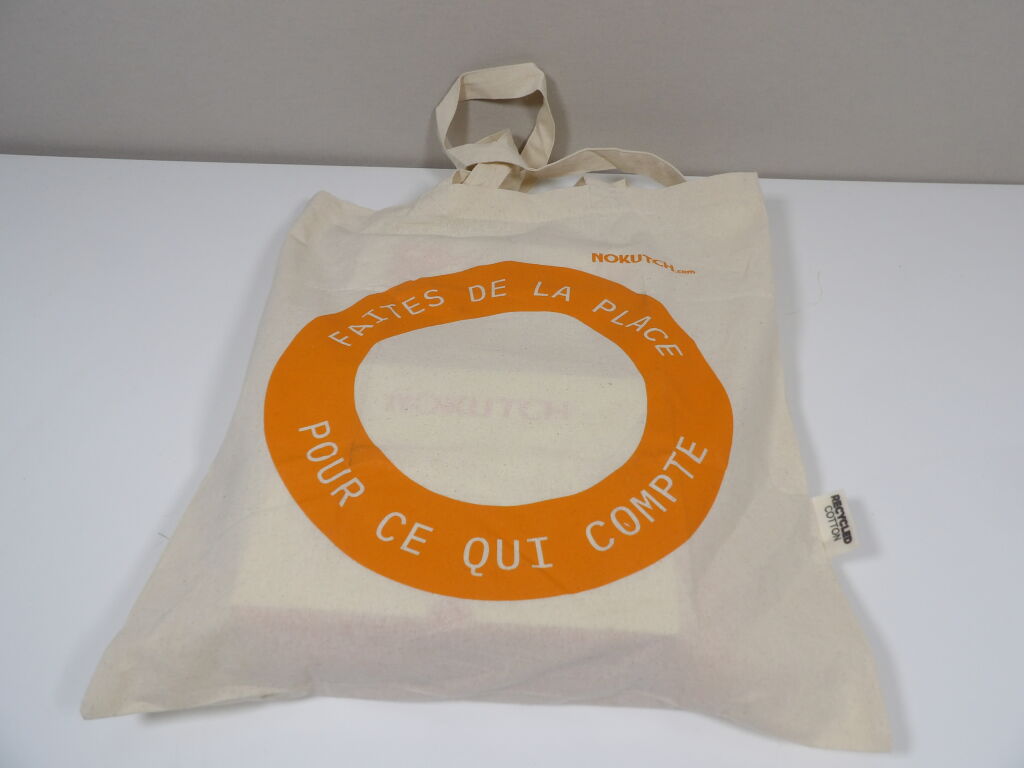 NOKUTCH.com
FAITES DE LA PLACE
NOKUTCH
POUR CE QUI COMPTE
RECYCLED
COTTON